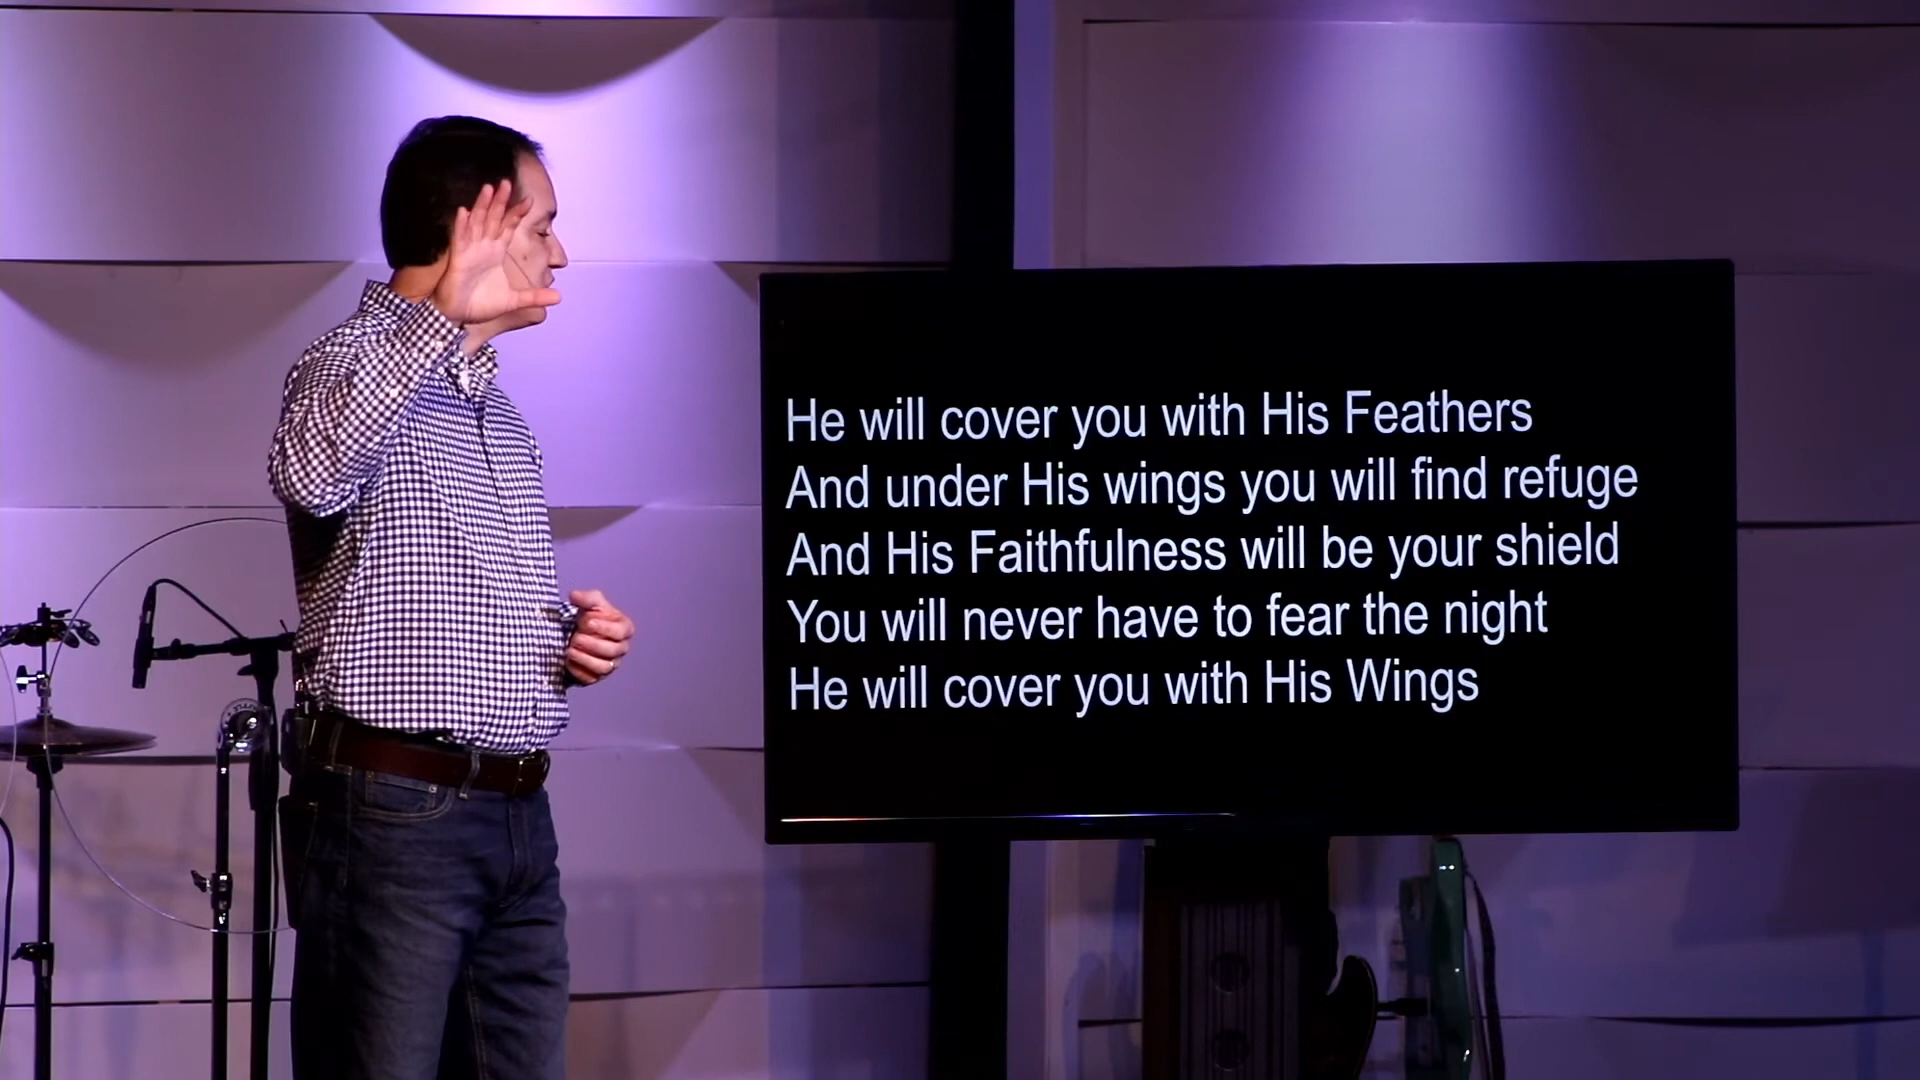 He will cover you with His Feathers
And under His wings you will find refuge
And His Faithfulness will be your shield
You will never have to fear the night
He will cover you with His Wings